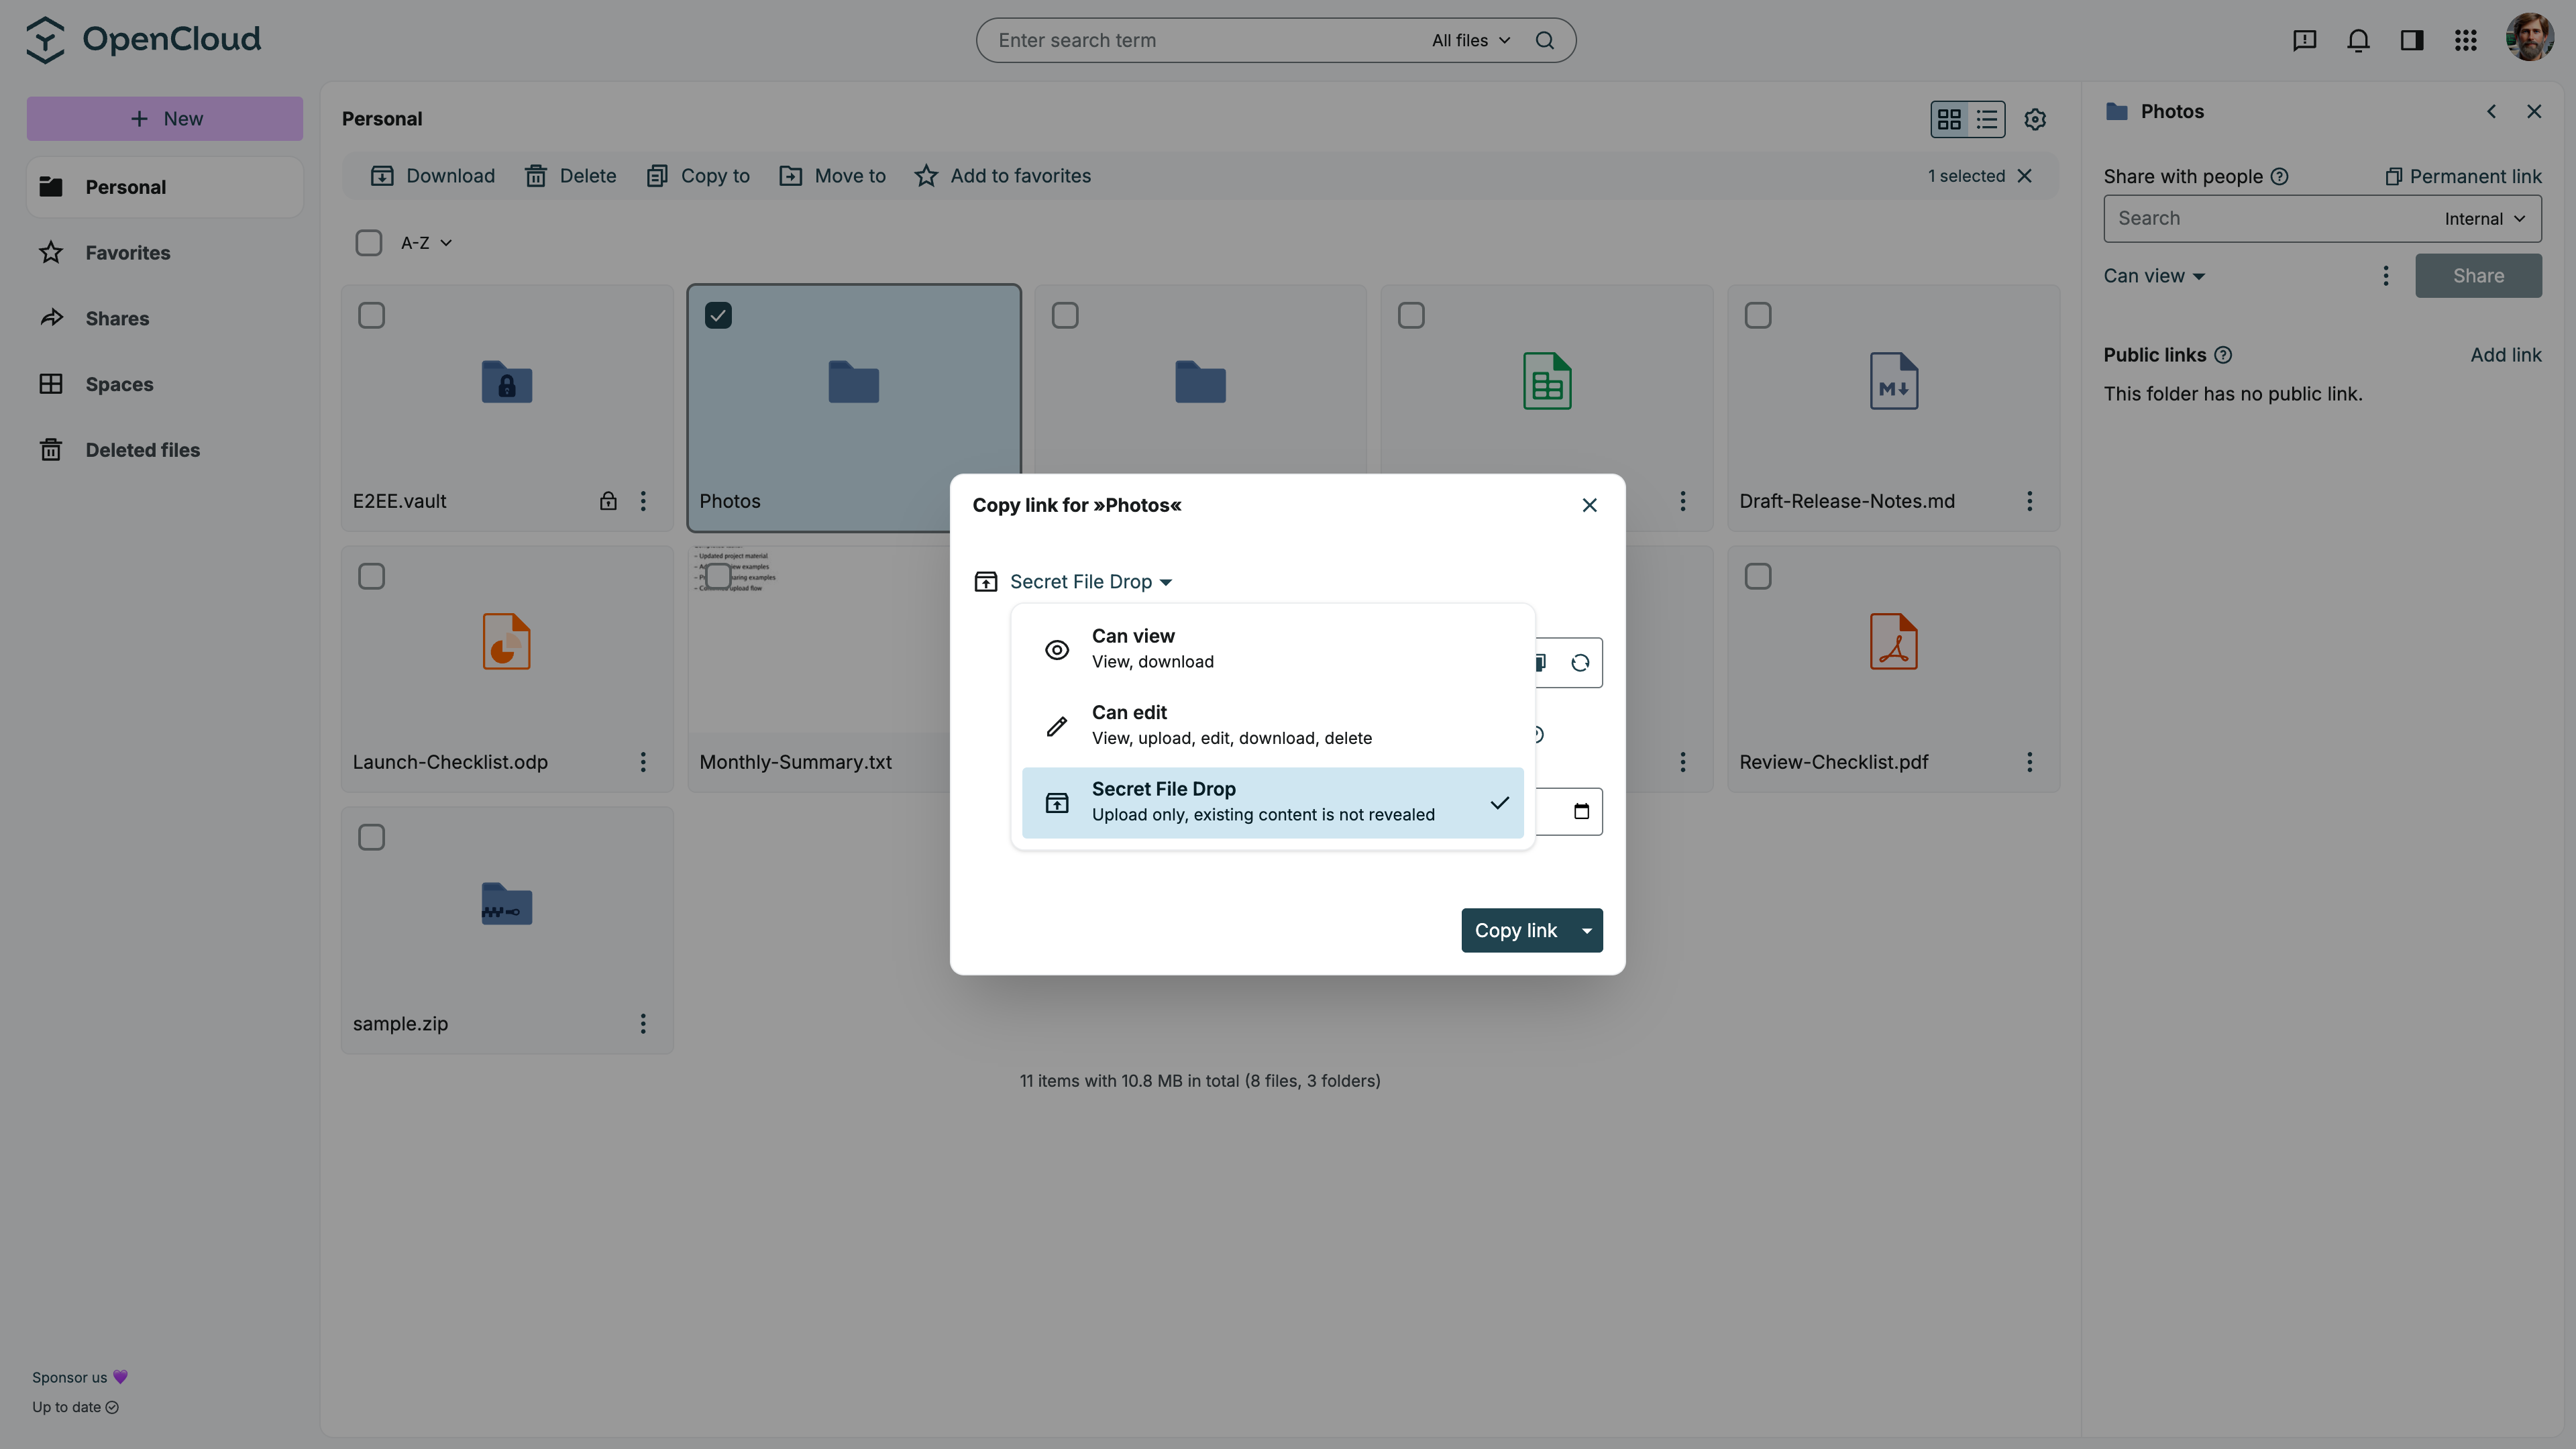 OpenCloud
Enter search term
All files
New
Personal
Favorites
Shares
Spaces
Deleted files
Sponsor us 💜
Up to date
Personal
Download
Delete
Copy to
Move to
Add to favorites
1 selected
A-Z
E2EE.vault
Photos
M
Draft-Release-Notes.md
Launch-Checklist.odp
– Updated project material
Monthly-Summary.txt
Review-Checklist.pdf
sample.zip
11 items with 10.8 MB in total (8 files, 3 folders)
Copy link for »Photos«
Secret File Drop
Can view
View, download
Can edit
View, upload, edit, download, delete
Secret File Drop
Upload only, existing content is not revealed
Copy link
Photos
Share with people
Permanent link
Search
Internal
Can view
Share
Public links
Add link
This folder has no public link.